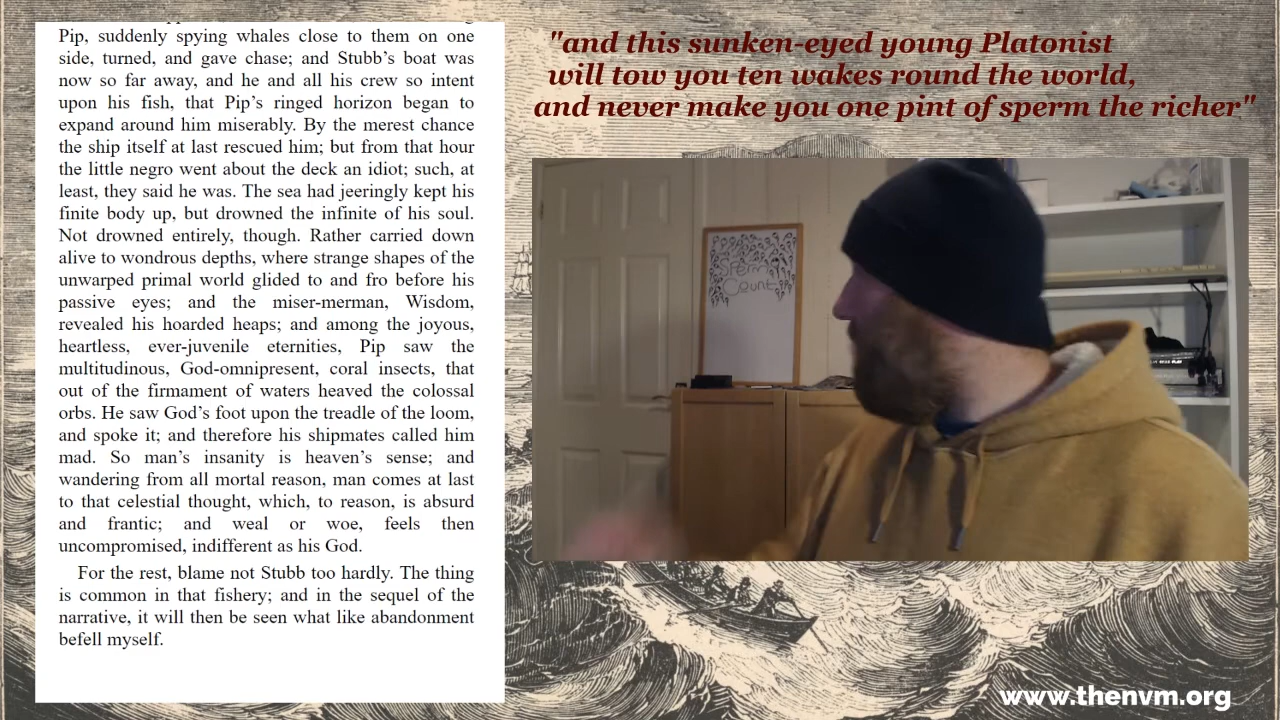 Pip, suddenly spying whales close to them on one
side, turned, and gave chase; and Stubb's boat was
now so far away, and he and all his crew so intent
upon his fish, that Pip's ringed horizon began to
expand around him miserably. By the merest chance
the ship itself at last rescued him; but from that hour
the little negro went about the deck an idiot; such, at
least, they said he was. The sea had jeeringly kept his
finite body up, but drowned the infinite of his soul.
Not drowned entirely, though. Rather carried down
alive to wondrous depths, where strange shapes of the
unwarped primal world glided to and fro before his
passive eyes; and the miser-merman, Wisdom,
revealed his hoarded heaps; and among the joyous,
heartless, ever-juvenile eternities, Pip saw the
multitudinous, God-omnipresent, coral insects, that
out of the firmament of waters heaved the colossal
orbs. He saw God's foot upon the treadle of the loom,
and spoke it; and therefore his shipmates called him
mad. So man's insanity is heaven's sense; and
wandering from all mortal reason, man comes at last
to that celestial thought, which, to reason, is absurd
and frantic; and weal or woe, feels then
uncompromised, indifferent as his God.
For the rest, blame not Stubb too hardly. The thing
is common in that fishery; and in the sequel of the
narrative, it will then be seen what like abandonment
befell myself.
"and this sunken-eyed young Platonist
will tow you ten wakes round the world,
and never make you one pint of sperm the richer"
Sperm
Count
www.thenvm.org